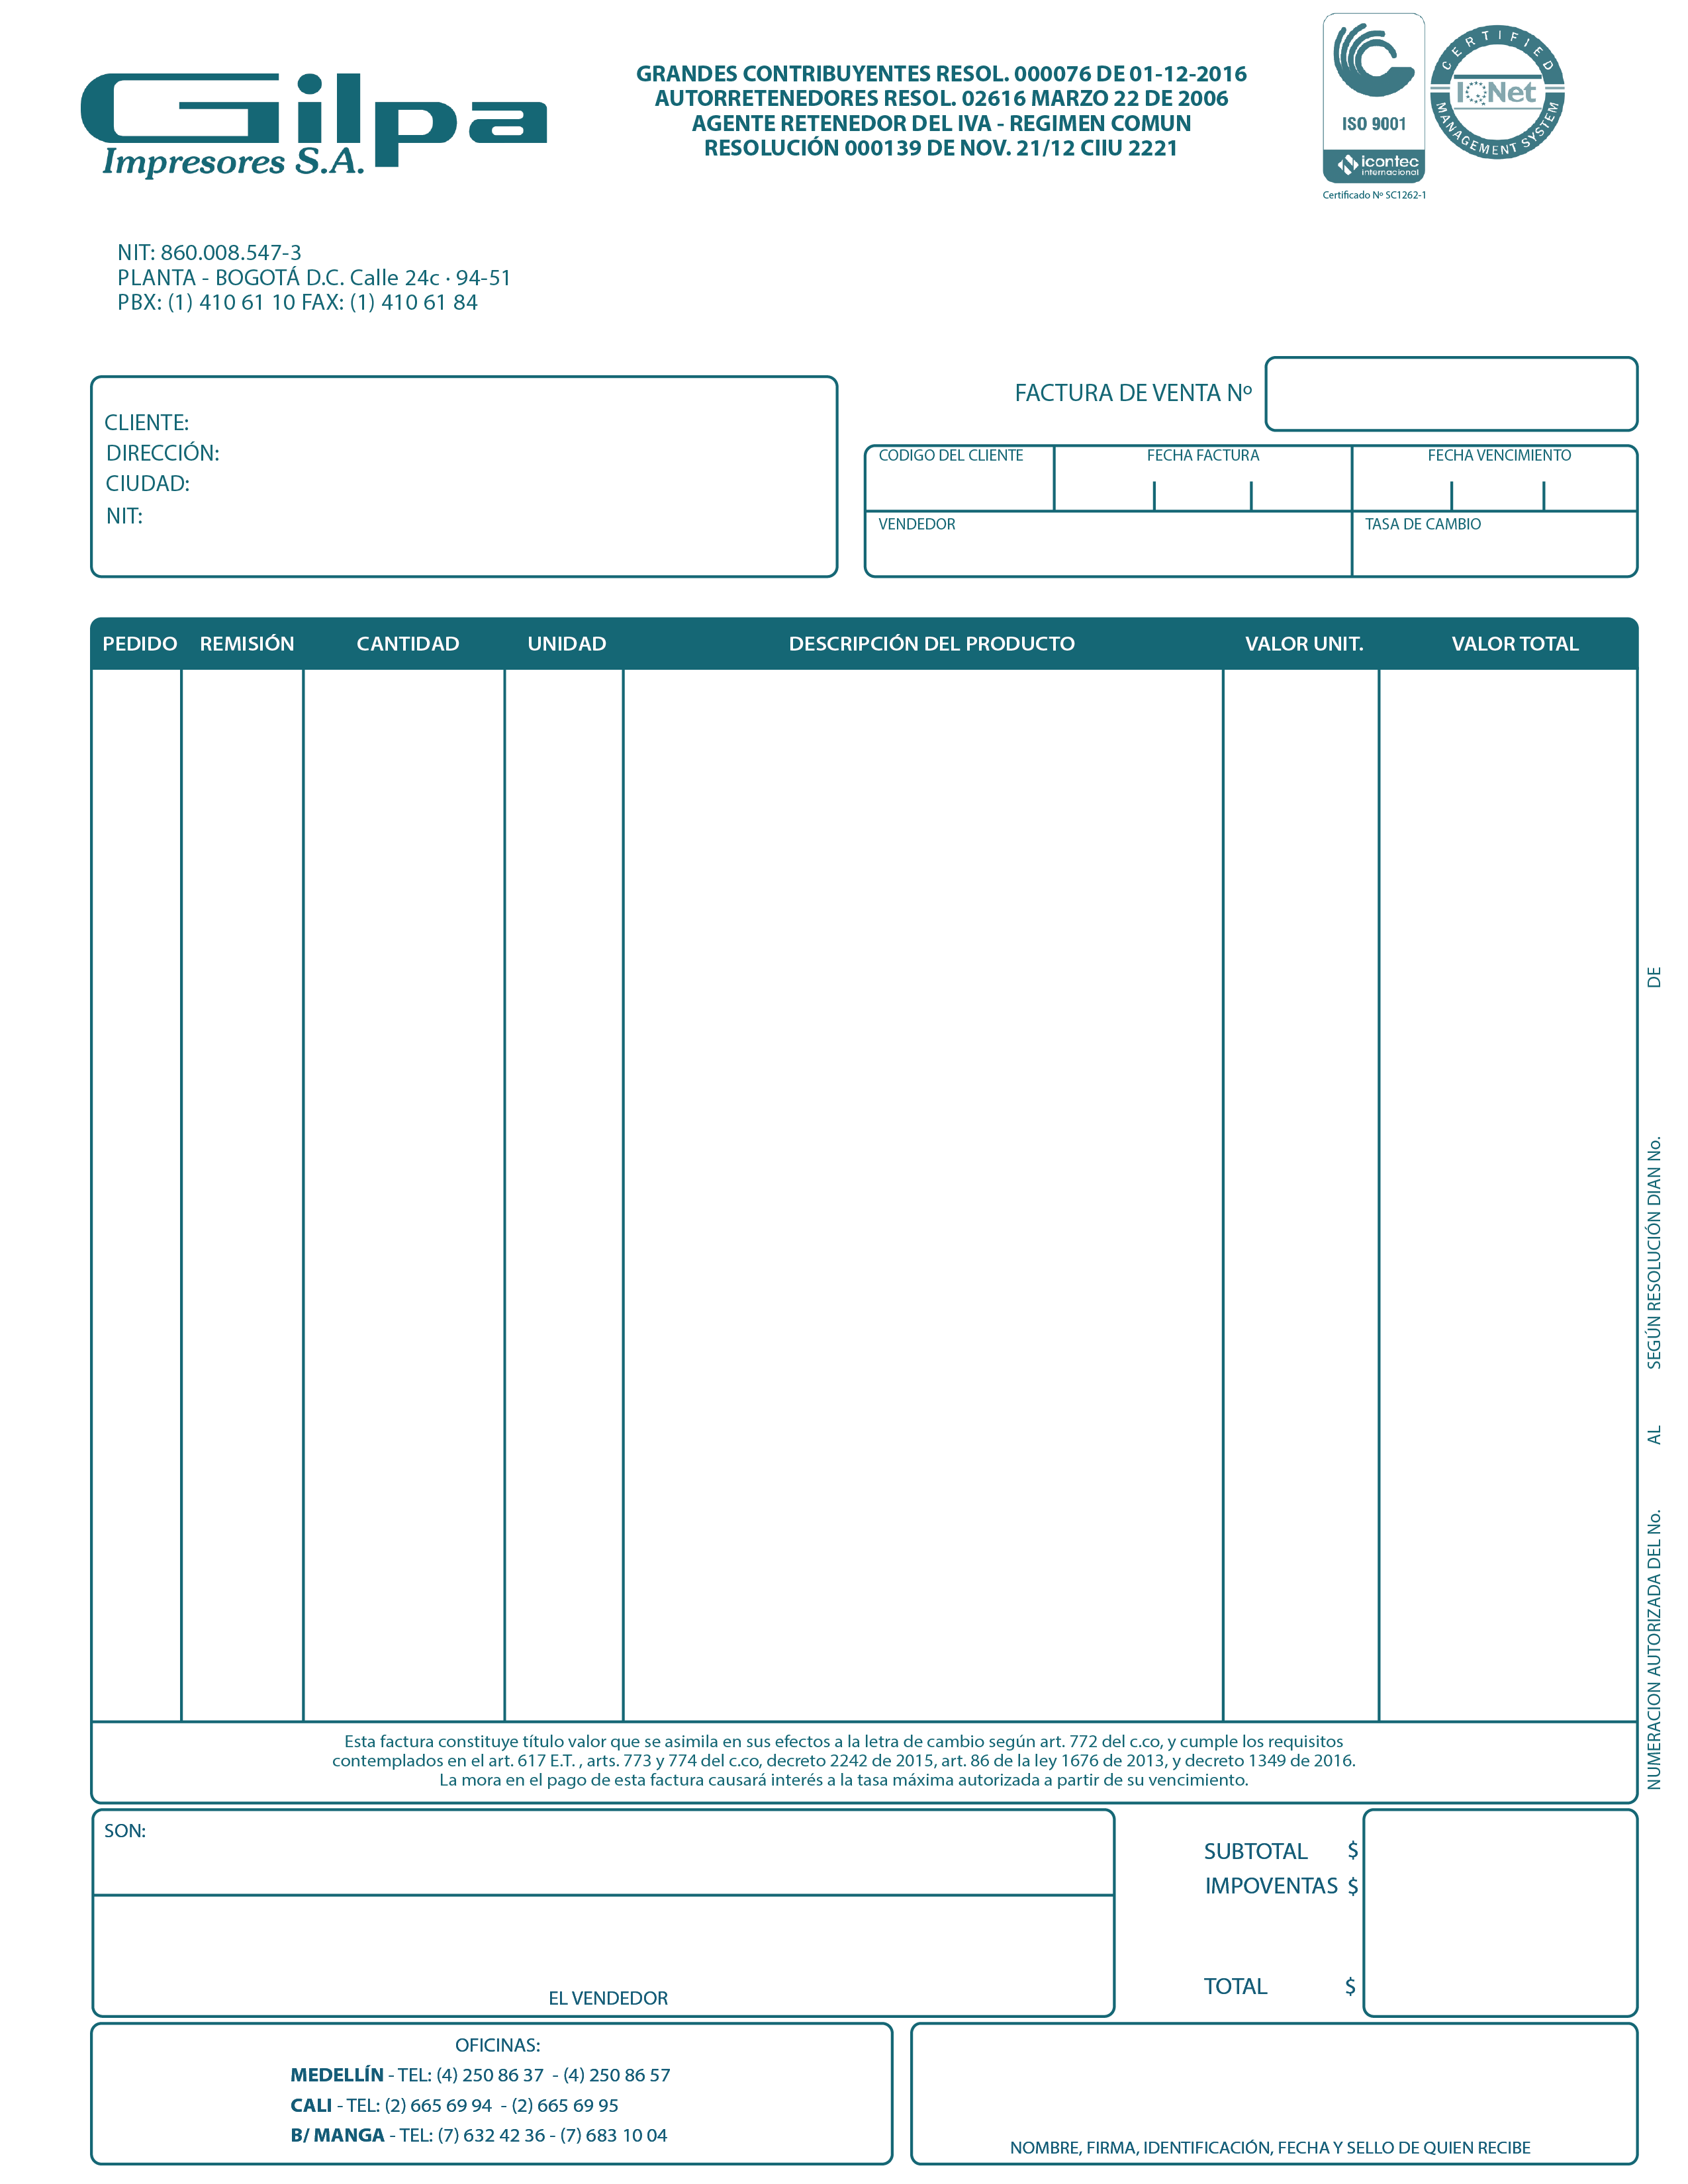 Gilpa
Impresores S.A.
GRANDES CONTRIBUYENTES RESOL. 000076 DE 01-12-2016
AUTORRETENEDORES RESOL. 02616 MARZO 22 DE 2006
AGENTE RETENEDOR DEL IVA - REGIMEN COMUN
RESOLUCIÓN 000139 DE NOV. 21/12 CIIU 2221
ISO 9001
icontec
internacional
Certificado Nº SC1262-1
CERTIFIED
IQNet
MANAGEMENT SYSTEM
NIT: 860.008.547-3
PLANTA - BOGOTÁ D.C. Calle 24c · 94-51
PBX: (1) 410 61 10 FAX: (1) 410 61 84
CLIENTE:
DIRECCIÓN:
CIUDAD:
NIT:
FACTURA DE VENTA Nº
CODIGO DEL CLIENTE FECHA FACTURA FECHA VENCIMIENTO
VENDEDOR TASA DE CAMBIO
PEDIDO REMISIÓN CANTIDAD UNIDAD DESCRIPCIÓN DEL PRODUCTO VALOR UNIT. VALOR TOTAL
NUMERACION AUTORIZADA DEL No. AL SEGÚN RESOLUCIÓN DIAN No. DE
Esta factura constituye título valor que se asimila en sus efectos a la letra de cambio según art. 772 del c.co, y cumple los requisitos
contemplados en el art. 617 E.T. , arts. 773 y 774 del c.co, decreto 2242 de 2015, art. 86 de la ley 1676 de 2013, y decreto 1349 de 2016.
La mora en el pago de esta factura causará interés a la tasa máxima autorizada a partir de su vencimiento.
SON:
EL VENDEDOR
SUBTOTAL $
IMPOVENTAS $
TOTAL $
OFICINAS:
MEDELLÍN - TEL: (4) 250 86 37 - (4) 250 86 57
CALI - TEL: (2) 665 69 94 - (2) 665 69 95
B/ MANGA - TEL: (7) 632 42 36 - (7) 683 10 04
NOMBRE, FIRMA, IDENTIFICACIÓN, FECHA Y SELLO DE QUIEN RECIBE